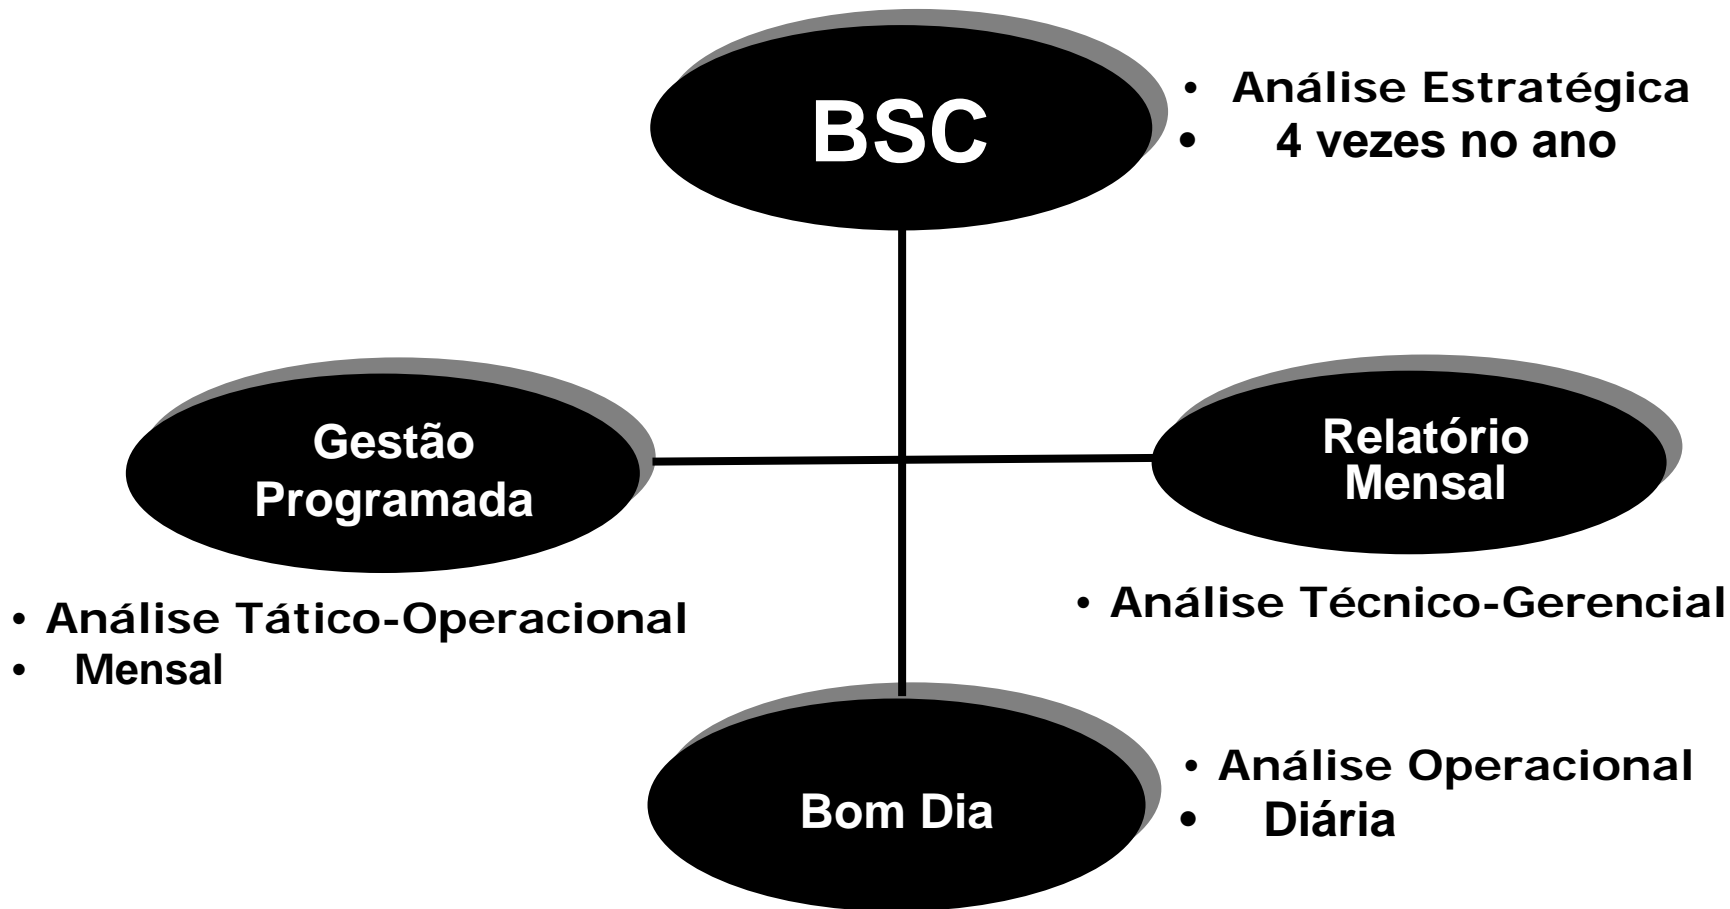 BSC
• Análise Estratégica
• 4 vezes no ano
Gestão
Programada
• Análise Tático-Operacional
• Mensal
Relatório
Mensal
• Análise Técnico-Gerencial
Bom Dia
• Análise Operacional
• Diária